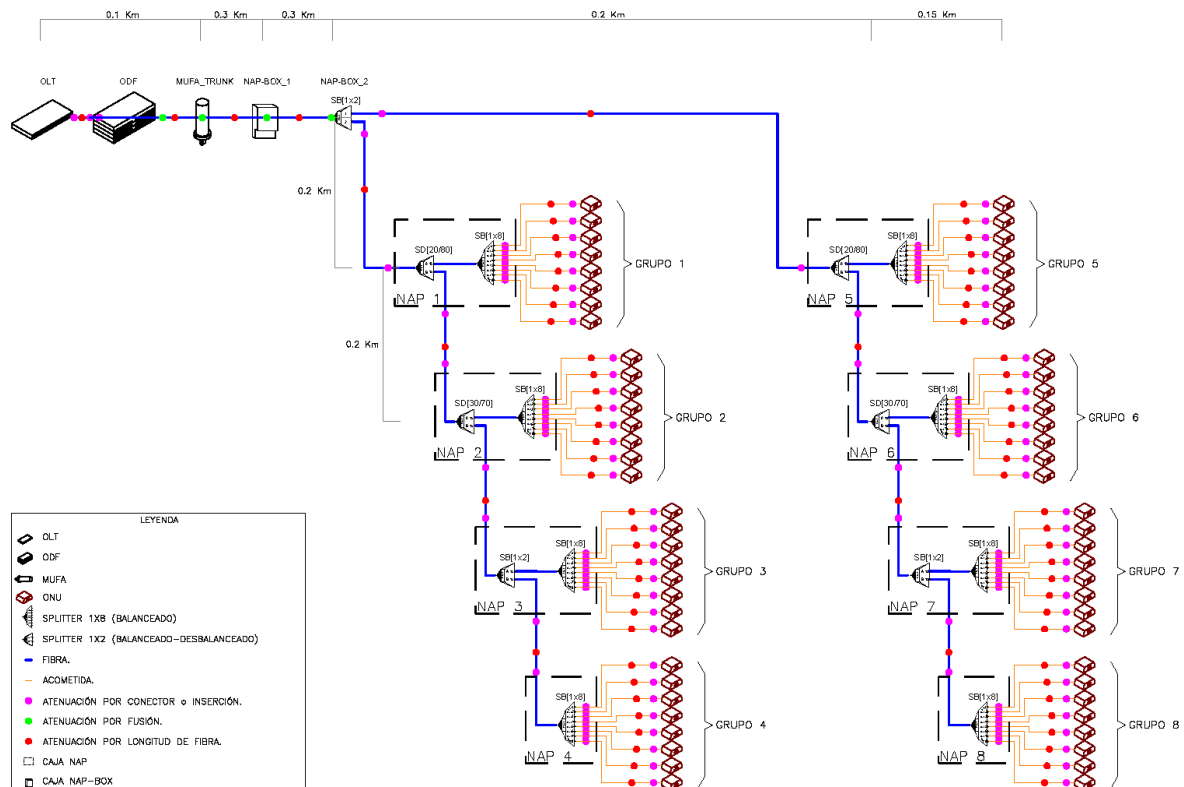 0.1 Km
0.3 Km
0.3 Km
0.2 Km
0.15 Km
OLT
ODF
MUFA_TRUNK
NAP-BOX_1
NAP-BOX_2
SB[1x2]
0.2 Km
0.2 Km
SD[20/80]
SB[1x8]
NAP 1
GRUPO 1
SD[20/80]
SB[1x8]
NAP 5
GRUPO 5
SD[30/70]
SB[1x8]
NAP 2
GRUPO 2
SD[30/70]
SB[1x8]
NAP 6
GRUPO 6
SB[1x2]
SB[1x8]
NAP 3
GRUPO 3
SB[1x2]
SB[1x8]
NAP 7
GRUPO 7
SB[1x8]
NAP 4
GRUPO 4
SB[1x8]
NAP 8
GRUPO 8
LEYENDA
OLT
ODF
MUFA
ONU
SPLITTER 1X8 (BALANCEADO)
SPLITTER 1X2 (BALANCEADO-DESBALANCEADO)
FIBRA.
ACOMETIDA.
ATENUACIÓN POR CONECTOR o INSERCIÓN.
ATENUACIÓN POR FUSIÓN.
ATENUACIÓN POR LONGITUD DE FIBRA.
CAJA NAP
CAJA NAP-BOX